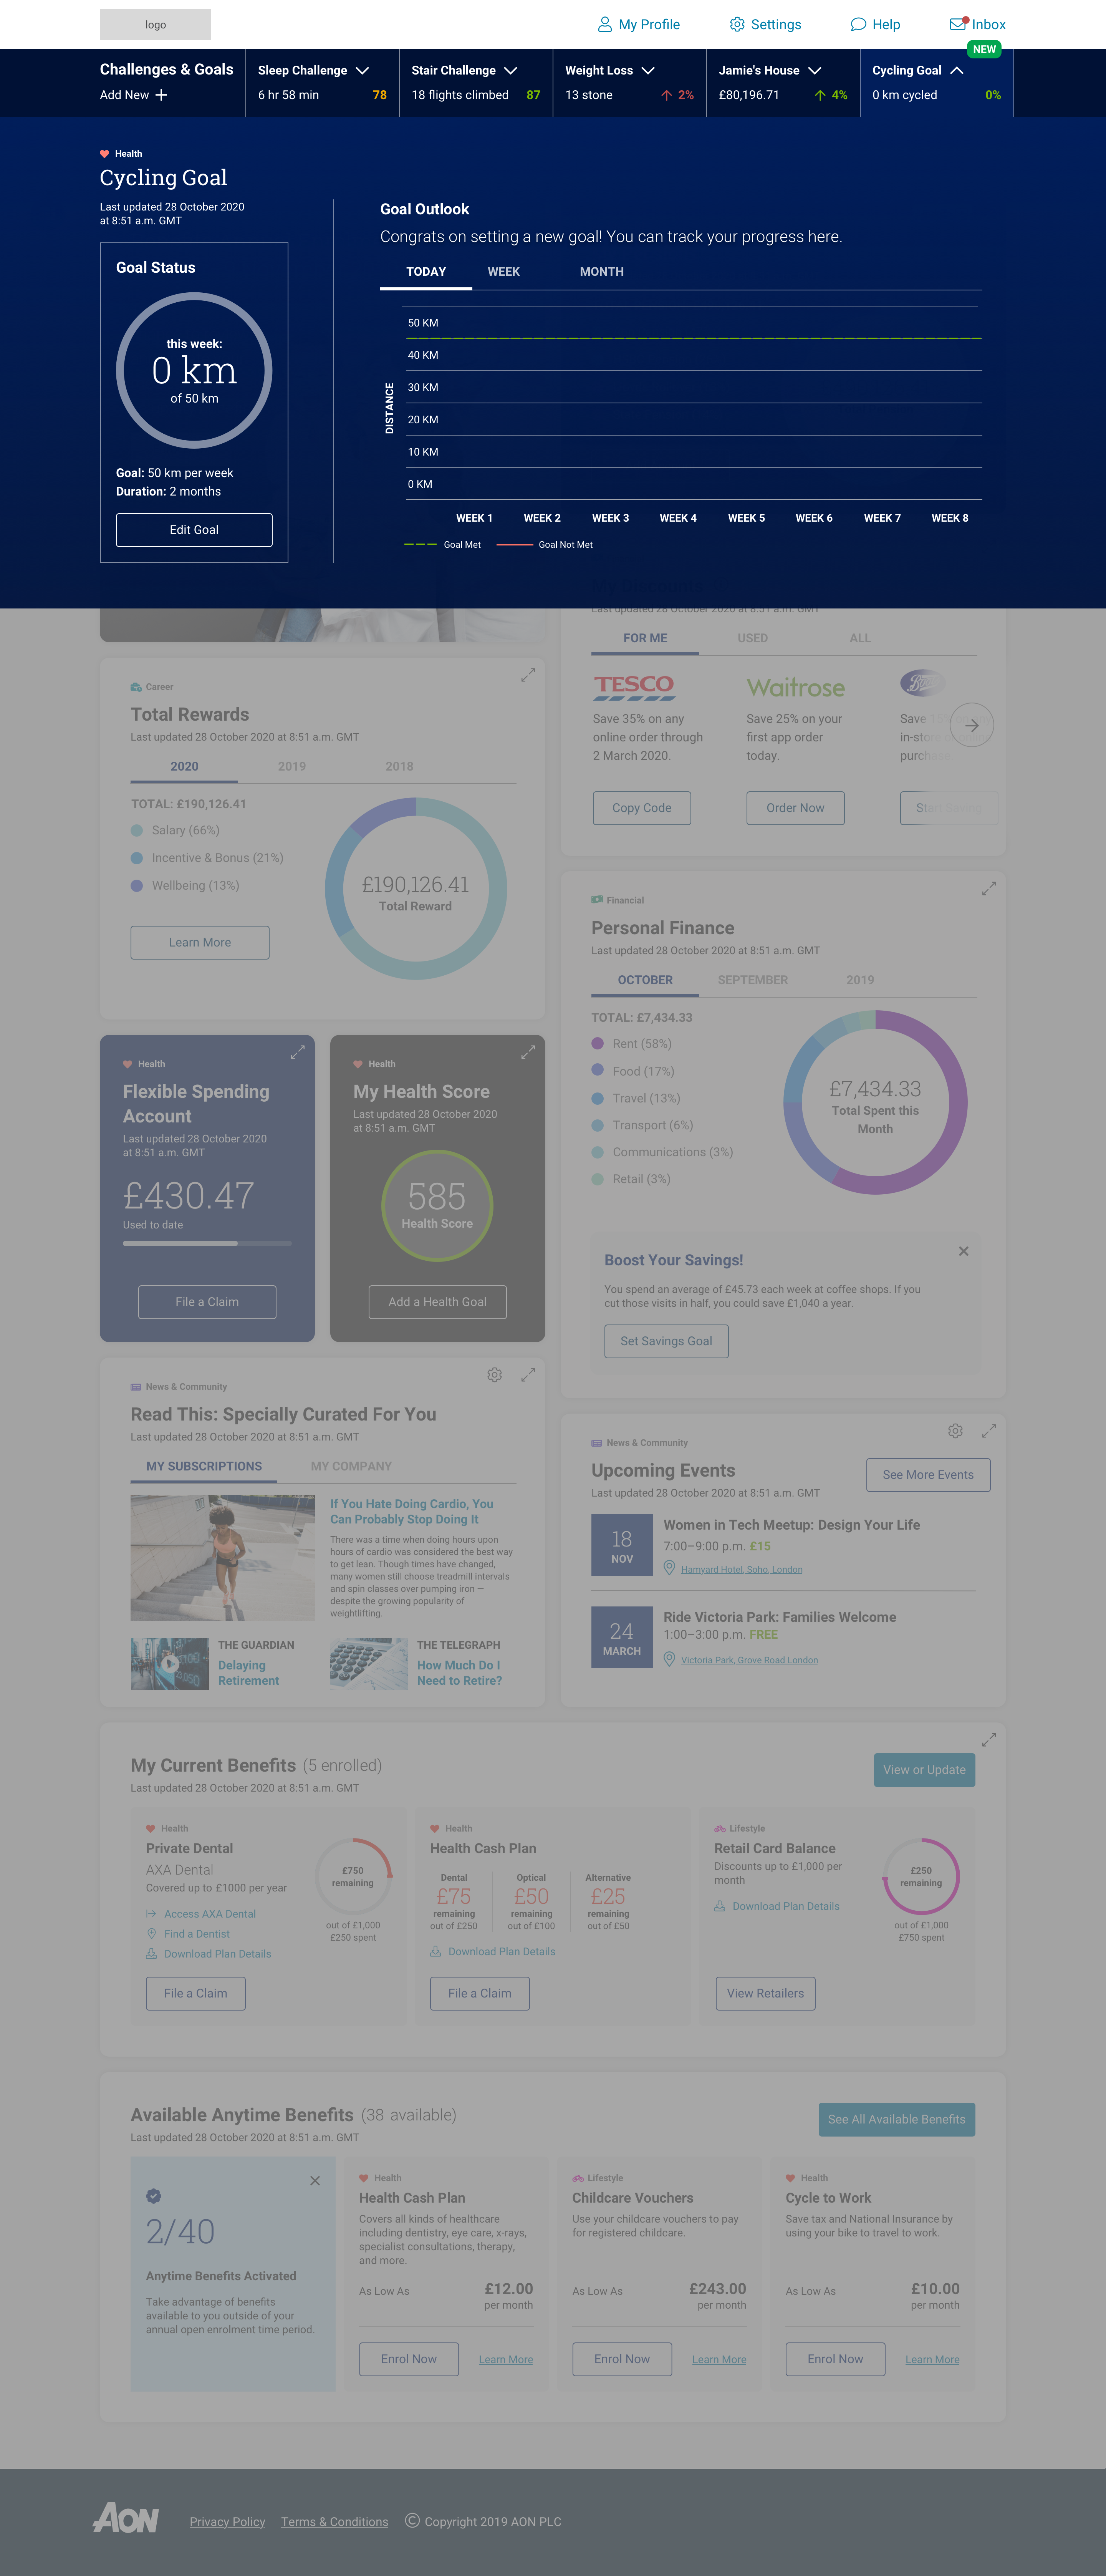 logo
My Profile
Settings
Help
Inbox
NEW
Challenges & Goals
Add New
Sleep Challenge
6 hr 58 min 78
Stair Challenge
18 flights climbed 87
Weight Loss
13 stone 2%
Jamie's House
£80,196.71 4%
Cycling Goal
0 km cycled 0%
Health
Cycling Goal
Last updated 28 October 2020
at 8:51 a.m. GMT
Goal Status
this week:
0 km
of 50 km
Goal: 50 km per week
Duration: 2 months
Edit Goal
Goal Outlook
Congrats on setting a new goal! You can track your progress here.
TODAY WEEK MONTH
DISTANCE
50 KM
40 KM
30 KM
20 KM
10 KM
0 KM
WEEK 1 WEEK 2 WEEK 3 WEEK 4 WEEK 5 WEEK 6 WEEK 7 WEEK 8
Goal Met Goal Not Met
Last updated 28 October 2020 at 8:51 a.m. GMT
FOR ME USED ALL
TESCO
Save 35% on any
online order through
2 March 2020.
Copy Code
Waitrose
Save 25% on your
first app order
today.
Order Now
Boots
Save
in-store
purchase
Career
Total Rewards
Last updated 28 October 2020 at 8:51 a.m. GMT
2020 2019 2018
TOTAL: £190,126.41
Salary (66%)
Incentive & Bonus (21%)
Wellbeing (13%)
Learn More
£190,126.41
Total Reward
Financial
Personal Finance
Last updated 28 October 2020 at 8:51 a.m. GMT
OCTOBER SEPTEMBER 2019
TOTAL: £7,434.33
Rent (58%)
Food (17%)
Travel (13%)
Transport (6%)
Communications (3%)
Retail (3%)
£7,434.33
Total Spent this
Month
Boost Your Savings!
You spend an average of £45.73 each week at coffee shops. If you
cut those visits in half, you could save £1,040 a year.
Set Savings Goal
Health
Flexible Spending
Account
Last updated 28 October 2020
at 8:51 a.m. GMT
£430.47
Used to date
File a Claim
Health
My Health Score
Last updated 28 October 2020
at 8:51 a.m. GMT
585
Health Score
Add a Health Goal
News & Community
Read This: Specially Curated For You
Last updated 28 October 2020 at 8:51 a.m. GMT
MY SUBSCRIPTIONS MY COMPANY
If You Hate Doing Cardio, You
Can Probably Stop Doing It
There was a time when doing hours upon
hours of cardio was considered the best way
to get lean. Though times have changed,
many women still choose treadmill intervals
and spin classes over pumping iron —
despite the growing popularity of
weightlifting.
THE GUARDIAN
Delaying
Retirement
THE TELEGRAPH
How Much Do I
Need to Retire?
News & Community
Upcoming Events
Last updated 28 October 2020 at 8:51 a.m. GMT
See More Events
18
NOV
Women in Tech Meetup: Design Your Life
7:00–9:00 p.m. £15
Hamyard Hotel, Soho, London
24
MARCH
Ride Victoria Park: Families Welcome
1:00–3:00 p.m. FREE
Victoria Park, Grove Road London
My Current Benefits (5 enrolled)
Last updated 28 October 2020 at 8:51 a.m. GMT
View or Update
Health
Private Dental
AXA Dental
Covered up to £1000 per year
Access AXA Dental
Find a Dentist
Download Plan Details
File a Claim
£750
remaining
out of £1,000
£250 spent
Health
Health Cash Plan
Dental
£75
remaining
out of £250
Optical
£50
remaining
out of £100
Alternative
£25
remaining
out of £50
Download Plan Details
File a Claim
Lifestyle
Retail Card Balance
Discounts up to £1,000 per
month
Download Plan Details
View Retailers
£250
remaining
out of £1,000
£750 spent
Available Anytime Benefits (38 available)
Last updated 28 October 2020 at 8:51 a.m. GMT
See All Available Benefits
2/40
Anytime Benefits Activated
Take advantage of benefits
available to you outside of your
annual open enrolment time period.
Health
Health Cash Plan
Covers all kinds of healthcare
including dentistry, eye care, x-rays,
specialist consultations, therapy,
and more.
As Low As £12.00
per month
Enrol Now Learn More
Lifestyle
Childcare Vouchers
Use your childcare vouchers to pay
for registered childcare.
As Low As £243.00
per month
Enrol Now Learn More
Health
Cycle to Work
Save tax and National Insurance by
using your bike to travel to work.
As Low As £10.00
per month
Enrol Now Learn More
AON
Privacy Policy
Terms & Conditions
© Copyright 2019 AON PLC